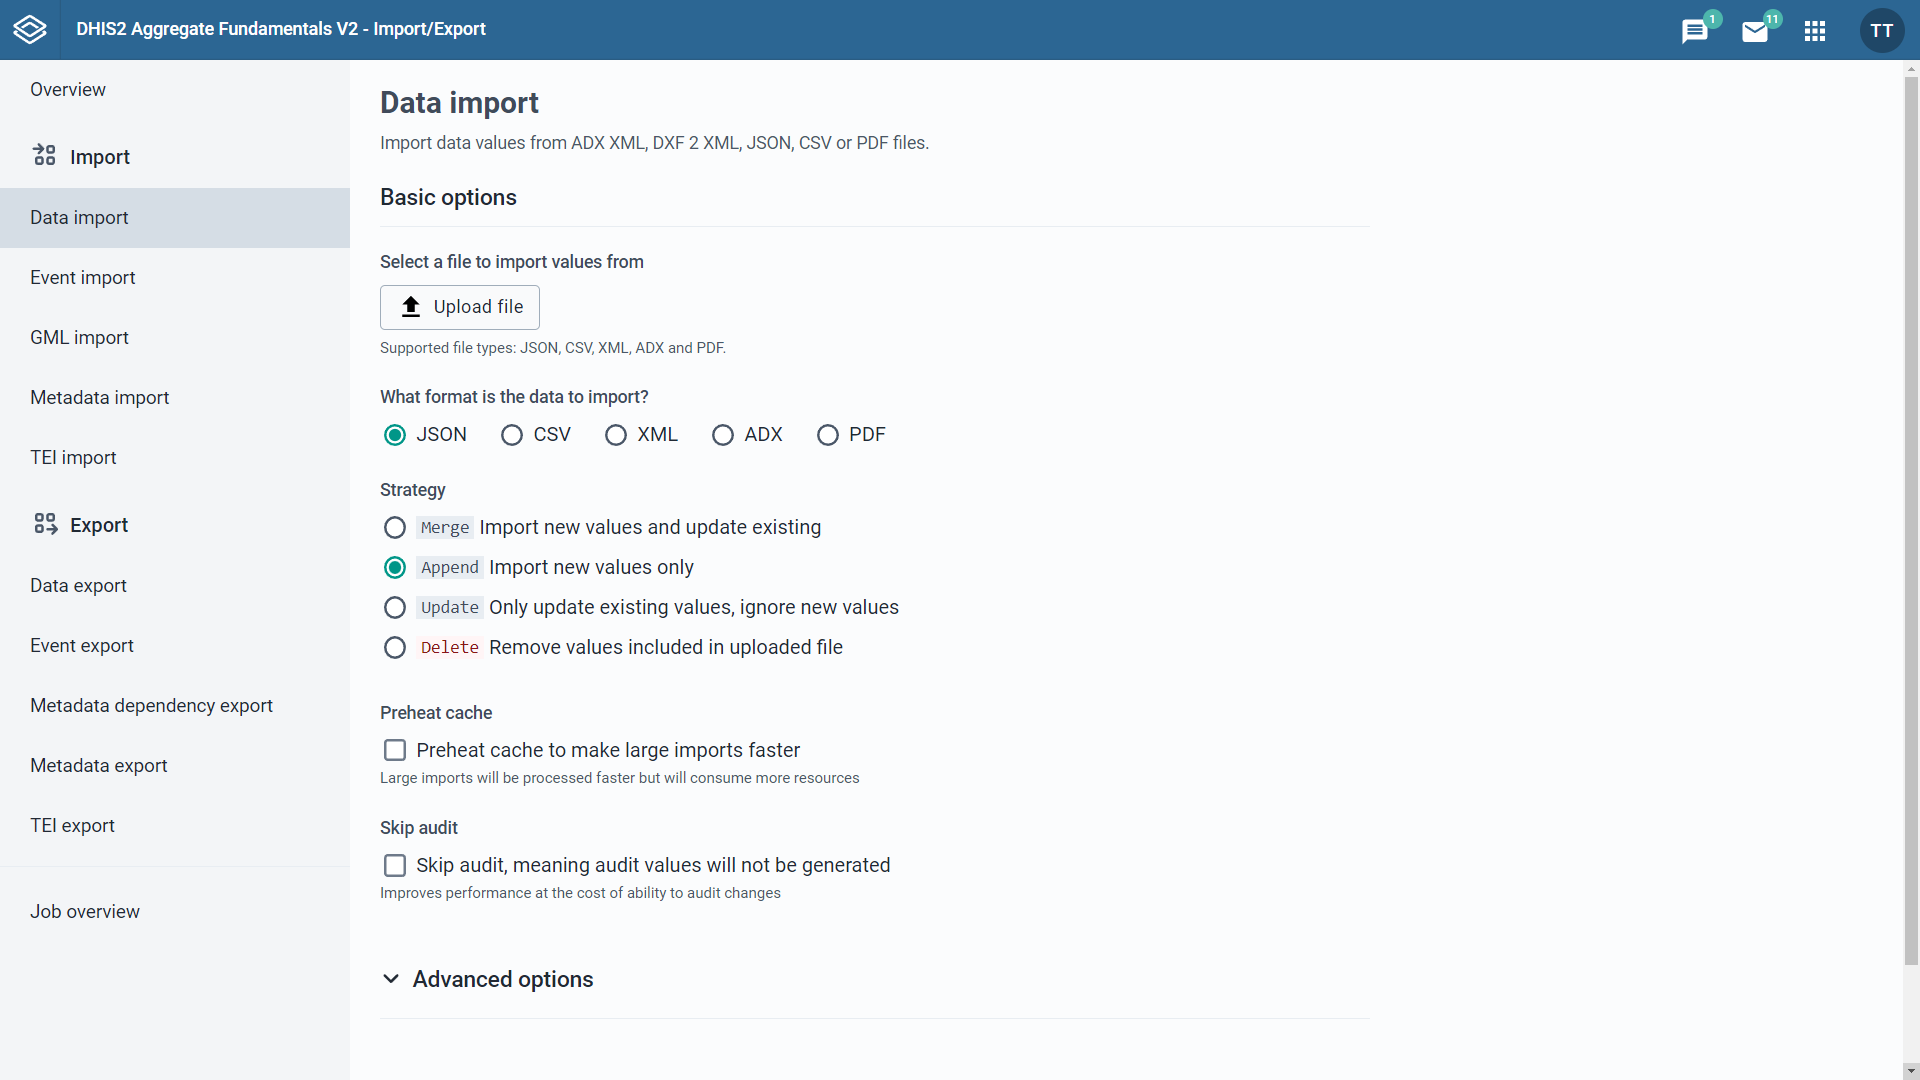 DHIS2 Aggregate Fundamentals V2 - Import/Export
1
11
TT
Overview
Import
Data import
Event import
GML import
Metadata import
TEI import
Export
Data export
Event export
Metadata dependency export
Metadata export
TEI export
Job overview
Data import
Import data values from ADX XML, DXF 2 XML, JSON, CSV or PDF files.
Basic options
Select a file to import values from
Upload file
Supported file types: JSON, CSV, XML, ADX and PDF.
What format is the data to import?
JSON CSV XML ADX PDF
Strategy
Merge Import new values and update existing
Append Import new values only
Update Only update existing values, ignore new values
Delete Remove values included in uploaded file
Preheat cache
Preheat cache to make large imports faster
Large imports will be processed faster but will consume more resources
Skip audit
Skip audit, meaning audit values will not be generated
Improves performance at the cost of ability to audit changes
Advanced options